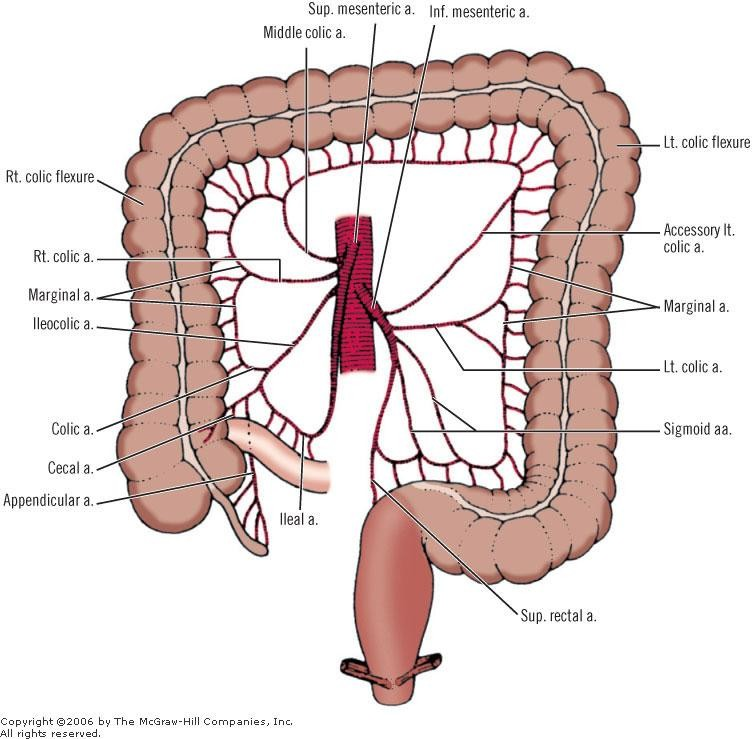 Sup. mesenteric a.
Inf. mesenteric a.
Middle colic a.
Lt. colic flexure
Rt. colic flexure
Accessory lt.
colic a.
Rt. colic a.
Marginal a.
Marginal a.
Ileocolic a.
Lt. colic a.
Colic a.
Sigmoid aa.
Cecal a.
Appendicular a.
Ileal a.
Sup. rectal a.
Copyright ©2006 by The McGraw-Hill Companies, Inc.
All rights reserved.